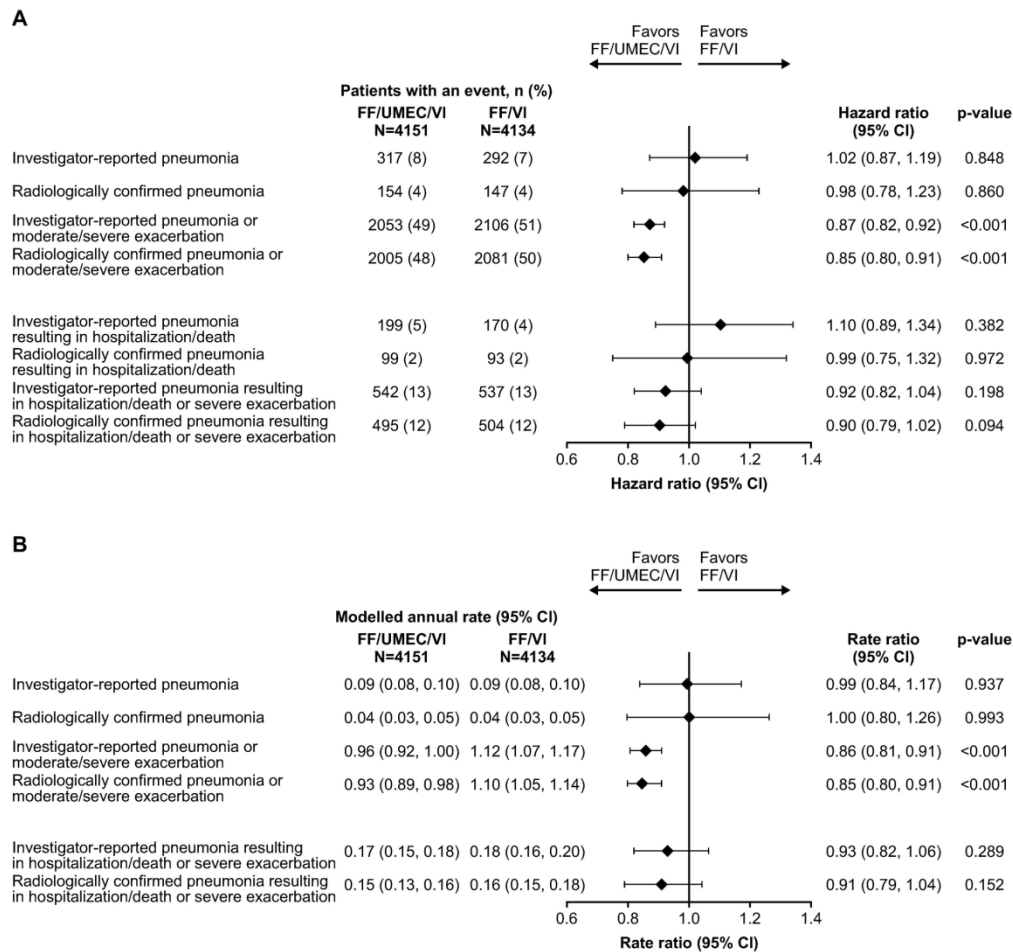 A
Favors Favors
FF/UMEC/VI FF/VI
Patients with an event, n (%)
FF/UMEC/VI FF/VI Hazard ratio p-value
N=4151 N=4134 (95% CI)
Investigator-reported pneumonia 317 (8) 292 (7) 1.02 (0.87, 1.19) 0.848
Radiologically confirmed pneumonia 154 (4) 147 (4) 0.98 (0.78, 1.23) 0.860
Investigator-reported pneumonia or
moderate/severe exacerbation 2053 (49) 2106 (51) 0.87 (0.82, 0.92) <0.001
Radiologically confirmed pneumonia or
moderate/severe exacerbation 2005 (48) 2081 (50) 0.85 (0.80, 0.91) <0.001
Investigator-reported pneumonia
resulting in hospitalization/death 199 (5) 170 (4) 1.10 (0.89, 1.34) 0.382
Radiologically confirmed pneumonia
resulting in hospitalization/death 99 (2) 93 (2) 0.99 (0.75, 1.32) 0.972
Investigator-reported pneumonia resulting
in hospitalization/death or severe exacerbation 542 (13) 537 (13) 0.92 (0.82, 1.04) 0.198
Radiologically confirmed pneumonia resulting
in hospitalization/death or severe exacerbation 495 (12) 504 (12) 0.90 (0.79, 1.02) 0.094
0.6 0.8 1.0 1.2 1.4
Hazard ratio (95% CI)
B
Favors Favors
FF/UMEC/VI FF/VI
Modelled annual rate (95% CI)
FF/UMEC/VI FF/VI Rate ratio p-value
N=4151 N=4134 (95% CI)
Investigator-reported pneumonia 0.09 (0.08, 0.10) 0.09 (0.08, 0.10) 0.99 (0.84, 1.17) 0.937
Radiologically confirmed pneumonia 0.04 (0.03, 0.05) 0.04 (0.03, 0.05) 1.00 (0.80, 1.26) 0.993
Investigator-reported pneumonia or
moderate/severe exacerbation 0.96 (0.92, 1.00) 1.12 (1.07, 1.17) 0.86 (0.81, 0.91) <0.001
Radiologically confirmed pneumonia or
moderate/severe exacerbation 0.93 (0.89, 0.98) 1.10 (1.05, 1.14) 0.85 (0.80, 0.91) <0.001
Investigator-reported pneumonia resulting
in hospitalization/death or severe exacerbation 0.17 (0.15, 0.18) 0.18 (0.16, 0.20) 0.93 (0.82, 1.06) 0.289
Radiologically confirmed pneumonia resulting
in hospitalization/death or severe exacerbation 0.15 (0.13, 0.16) 0.16 (0.15, 0.18) 0.91 (0.79, 1.04) 0.152
0.6 0.8 1.0 1.2 1.4
Rate ratio (95% CI)